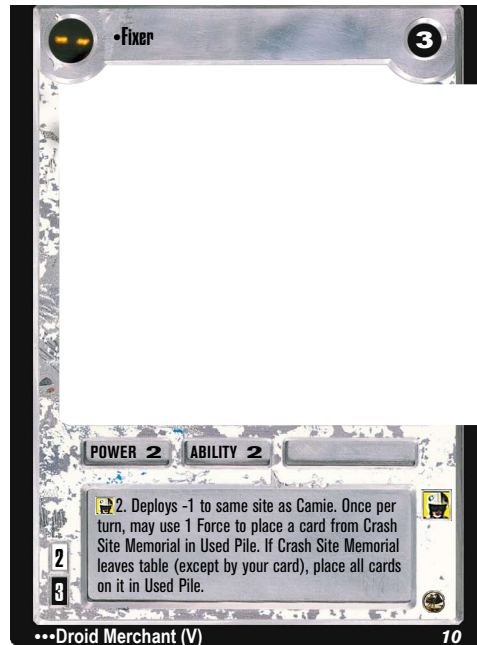 •Fixer
3
POWER 2 ABILITY 2
2. Deploys -1 to same site as Camie. Once per
turn, may use 1 Force to place a card from Crash
Site Memorial in Used Pile. If Crash Site Memorial
leaves table (except by your card), place all cards
on it in Used Pile.
2
3
•••Droid Merchant (V) 10